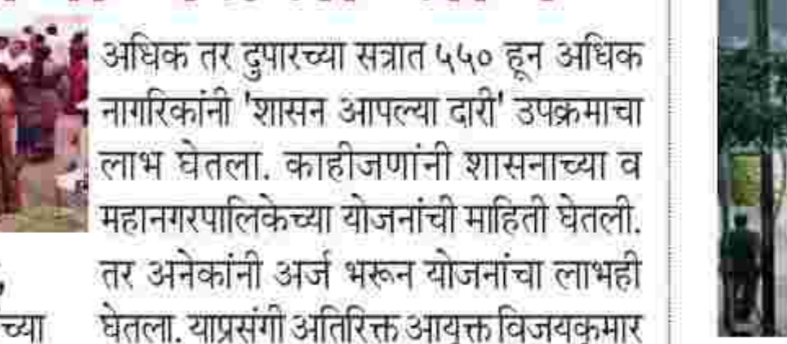 अधिक तर दुपारच्या सत्रात ५५० हून अधिक
नागरिकांनी 'शासन आपल्या दारी' उपक्रमाचा
लाभ घेतला. काहीजणांनी शासनाच्या व
महानगरपालिकेच्या योजनांची माहिती घेतली.
तर अनेकांनी अर्ज भरून योजनांचा लाभही
च्या घेतला. याप्रसंगी अतिरिक्त आयुक्त विजयकुमार